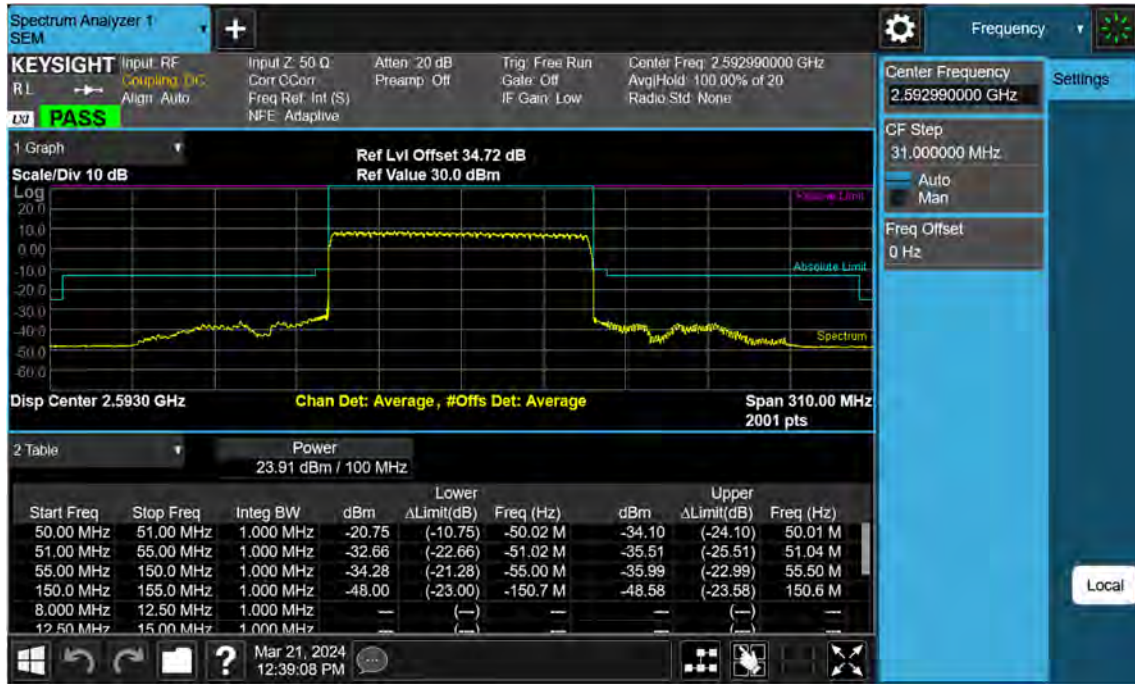 Spectrum Analyzer 1
SEM
Frequency
KEYSIGHT
RL
PASS
Input: RF
Coupling: DC
Align: Auto
Input Z: 50 Ω
Corr CCorr
Freq Ref: Int (S)
NFE: Adaptive
Atten: 20 dB
Preamp: Off
Trig: Free Run
Gate: Off
IF Gain: Low
Center Freq: 2.592990000 GHz
Avg|Hold: 100.00% of 20
Radio Std: None
Center Frequency
2.592990000 GHz
Settings
CF Step
31.000000 MHz
Auto
Man
Freq Offset
0 Hz
1 Graph
Scale/Div 10 dB
Ref Lvl Offset 34.72 dB
Ref Value 30.0 dBm
Log
20.0
10.0
0.00
-10.0
-20.0
-30.0
-40.0
-50.0
-60.0
Absolute Limit
Spectrum
Disp Center 2.5930 GHz
Chan Det: Average, #Offs Det: Average
Span 310.00 MHz
2001 pts
2 Table
Power
23.91 dBm / 100 MHz
Lower Upper
Start Freq Stop Freq Integ BW dBm ΔLimit(dB) Freq (Hz) dBm ΔLimit(dB) Freq (Hz)
50.00 MHz 51.00 MHz 1.000 MHz -20.75 (-10.75) -50.02 M -34.10 (-24.10) 50.01 M
51.00 MHz 55.00 MHz 1.000 MHz -32.66 (-22.66) -51.02 M -35.51 (-25.51) 51.04 M
55.00 MHz 150.0 MHz 1.000 MHz -34.28 (-21.28) -55.00 M -35.99 (-22.99) 55.50 M
150.0 MHz 155.0 MHz 1.000 MHz -48.00 (-23.00) -150.7 M -48.58 (-23.58) 150.6 M
8.000 MHz 12.50 MHz 1.000 MHz --- (---) --- --- (---) ---
12.50 MHz 15.00 MHz 1.000 MHz --- (---) --- --- (---) ---
Local
?
Mar 21, 2024
12:39:08 PM